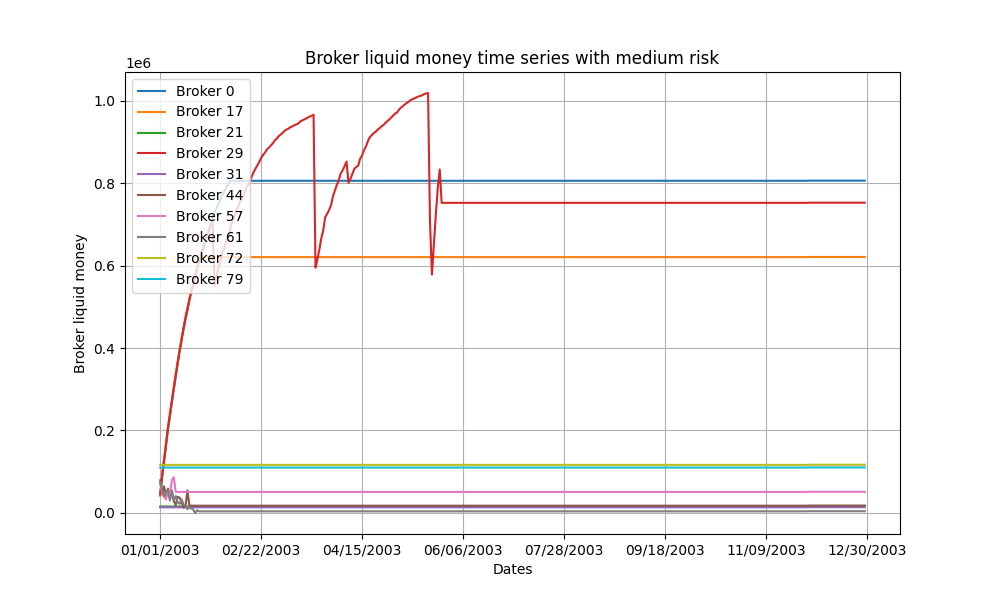 Broker liquid money time series with medium risk
1e6
1.0
0.8
0.6
0.4
0.2
0.0
Broker liquid money
Broker 0
Broker 17
Broker 21
Broker 29
Broker 31
Broker 44
Broker 57
Broker 61
Broker 72
Broker 79
01/01/2003 02/22/2003 04/15/2003 06/06/2003 07/28/2003 09/18/2003 11/09/2003 12/30/2003
Dates